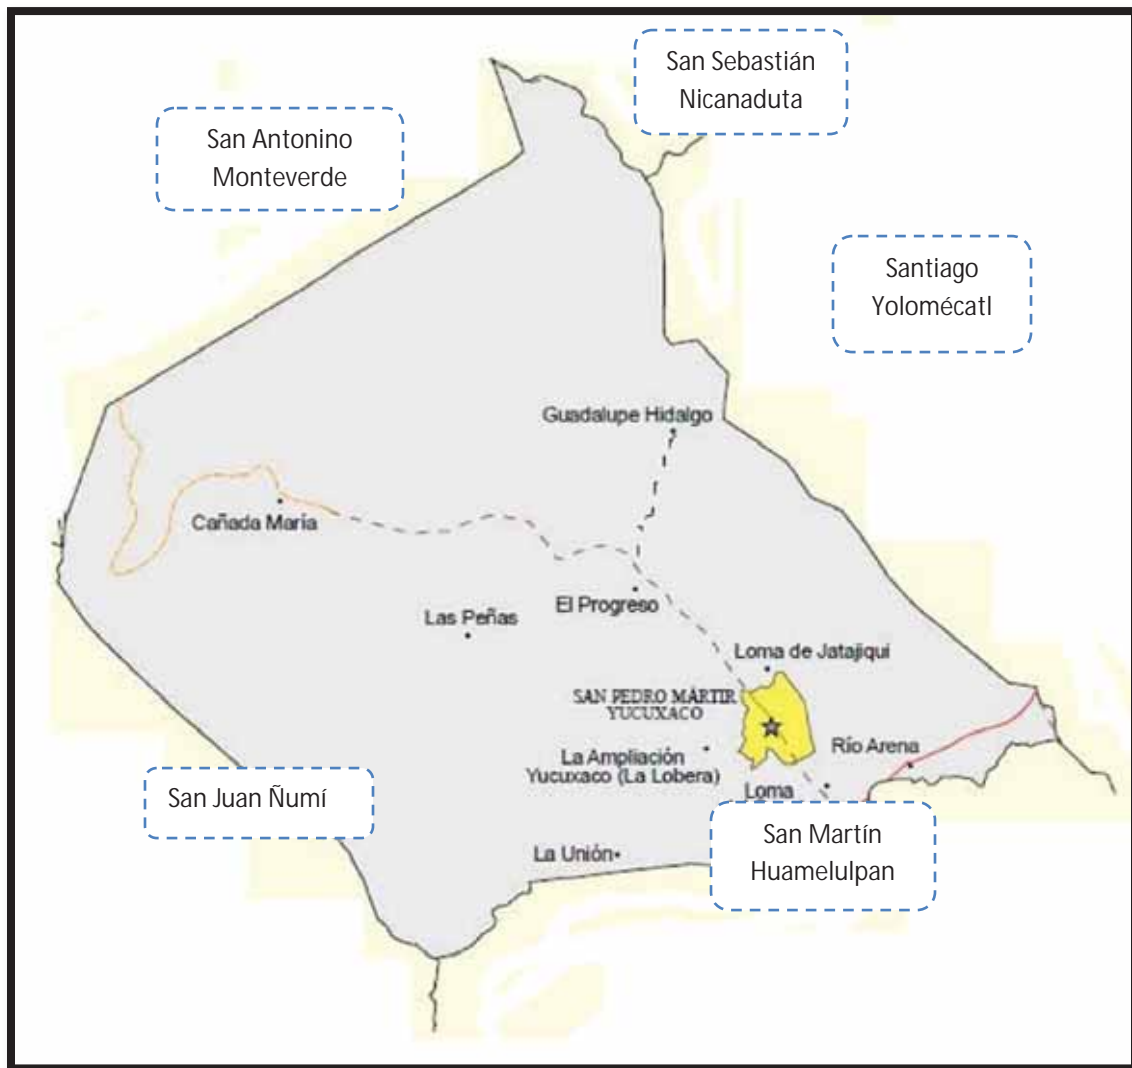 San Sebastián
Nicanaduta
San Antonino
Monteverde
Santiago
Yolomécatl
Guadalupe Hidalgo
Cañada María
El Progreso
Las Peñas
Loma de Jatajiqui
SAN PEDRO MÁRTIR
YUCUXACO
Río Arena
La Ampliación
Yucuxaco (La Lobera)
Loma
San Juan Ñumí
San Martín
Huamelulpan
La Unión